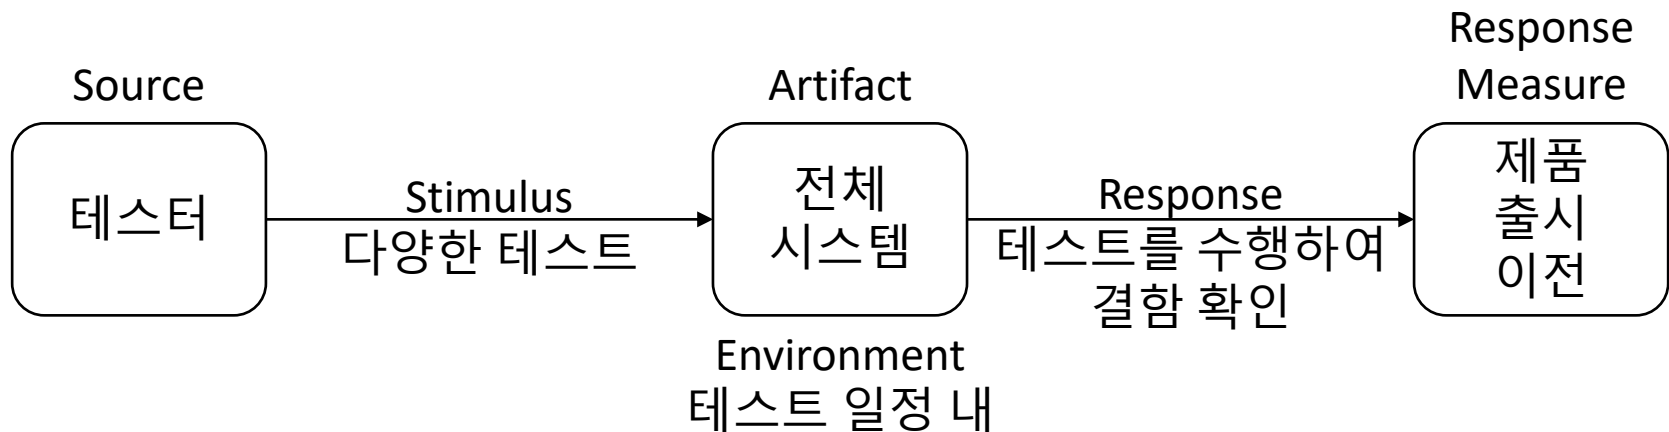 Source
테스터
Stimulus
다양한 테스트
Artifact
전체
시스템
Environment
테스트 일정 내
Response
테스트를 수행하여
결함 확인
Response
Measure
제품
출시
이전